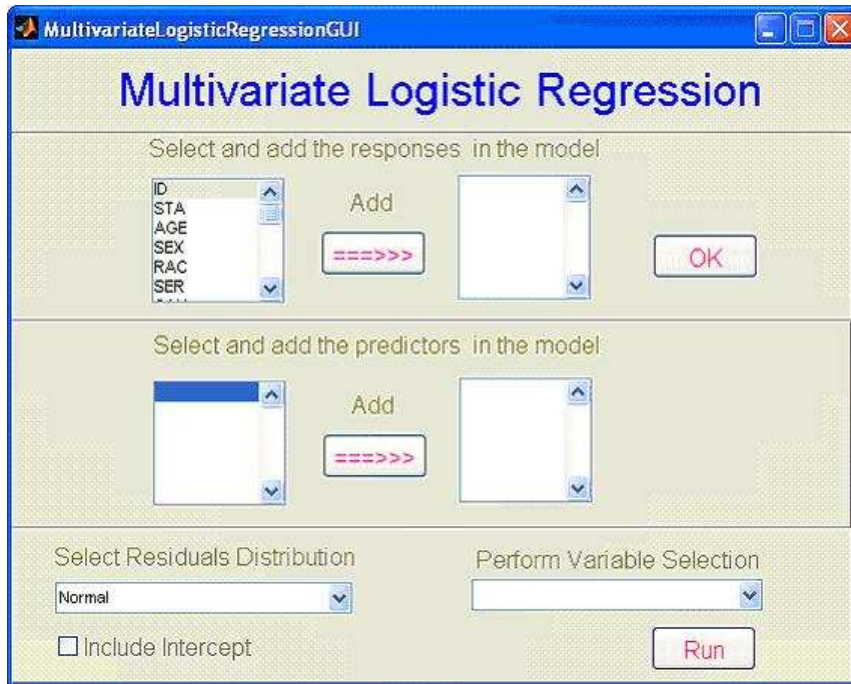 MultivariateLogisticRegressionGUI
Multivariate Logistic Regression
Select and add the responses in the model
ID
STA
AGE
SEX
RAC
SER
Add
===>>>
OK
Select and add the predictors in the model
Add
===>>>
Select Residuals Distribution
Perform Variable Selection
Normal
Include Intercept
Run